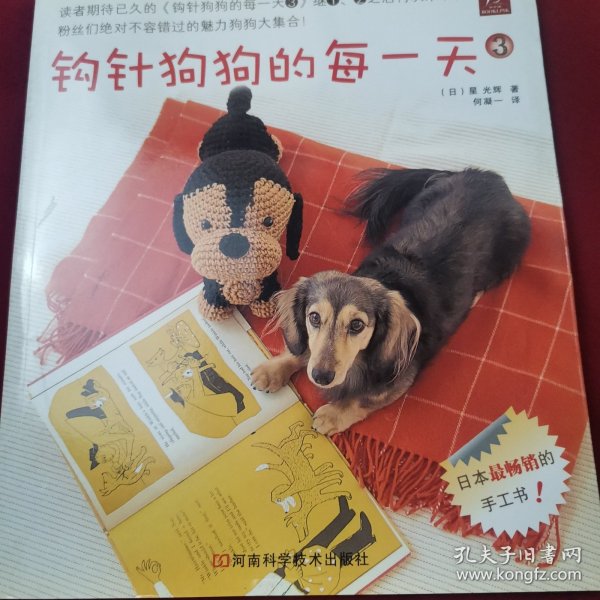 读者期待已久的《钩针狗狗的每一天3》继1、2之后
粉丝们绝对不容错过的魅力狗狗大集合！
钩针狗狗的每一天3
（日）星 光辉 著
何凝一 译
日本最畅销的
手工书！
河南科学技术出版社
孔夫子旧书网
www.kongfz.com